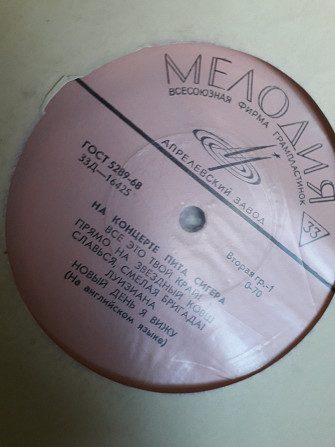 МЕЛОДИЯ
ВСЕСОЮЗНАЯ ФИРМА ГРАМПЛАСТИНОК
АПРЕЛЕВСКИЙ ЗАВОД
33
ГОСТ 5289-68
33Д—16425
Вторая гр—1
0-70
НА КОНЦЕРТЕ ПИТА СИГЕРА
ВСЕ ЭТО ТВОЙ КРАЙ
ПРЯМО НА ЗВЕЗДНЫЙ КОВШ
СЛАВЬСЯ, СМЕЛАЯ БРИГАДА!
ЛУИЗИАНА
НОВЫЙ ДЕНЬ Я ВИЖУ
(На английском языке)